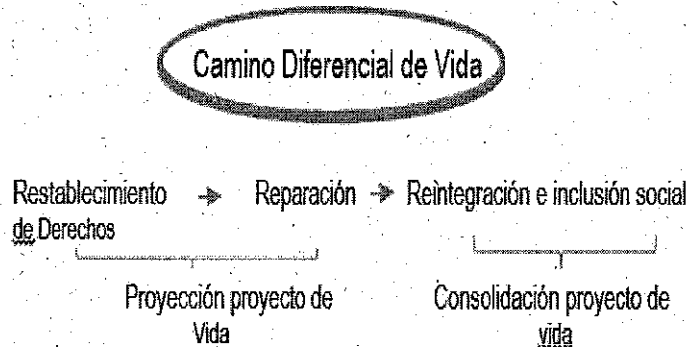 Camino Diferencial de Vida
Restablecimiento → Reparación → Reintegración e inclusión social
de Derechos
Proyección proyecto de Consolidación proyecto de
Vida vida